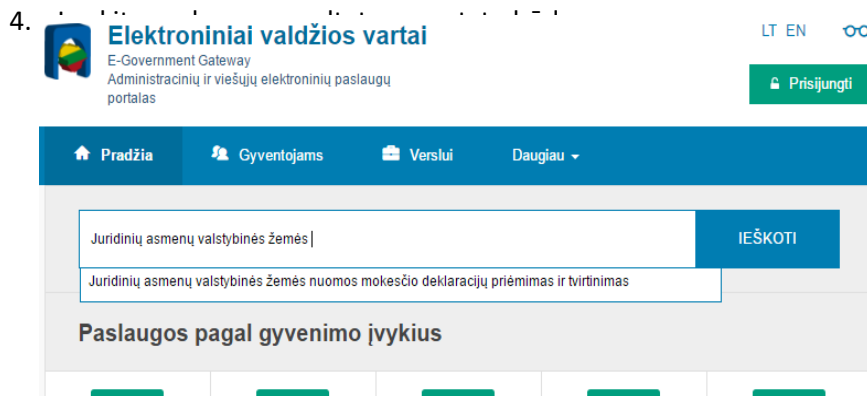 4.
Elektroniniai valdžios vartai
E-Government Gateway
Administracinių ir viešųjų elektroninių paslaugų
portalas
LT EN
Prisijungti
Pradžia Gyventojams Verslui Daugiau
Juridinių asmenų valstybinės žemės
IEŠKOTI
Juridinių asmenų valstybinės žemės nuomos mokesčio deklaracijų priėmimas ir tvirtinimas
Paslaugos pagal gyvenimo įvykius